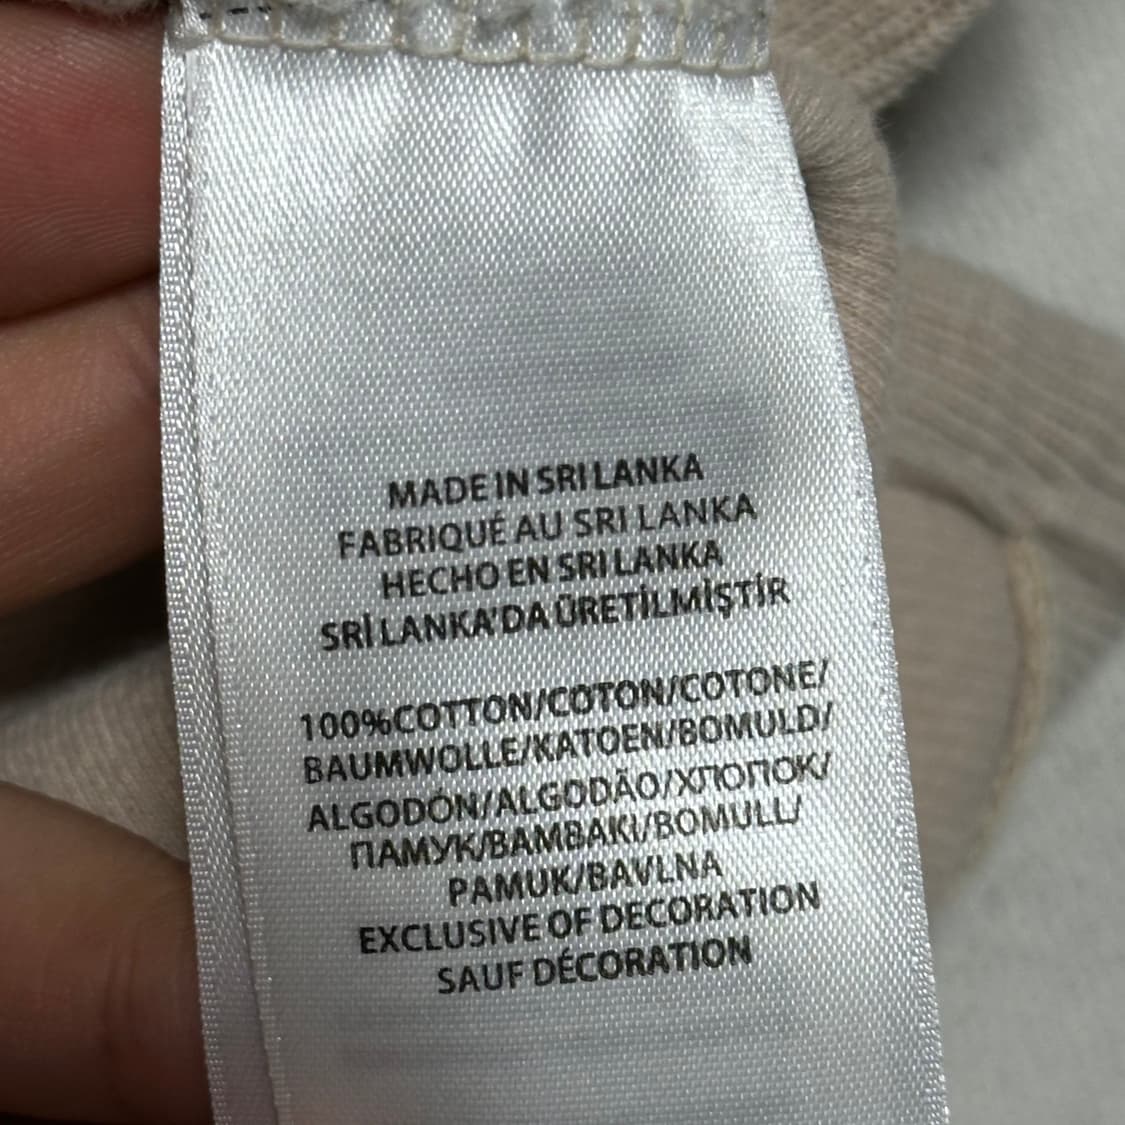 MADE IN SRI LANKA
FABRIQUÉ AU SRI LANKA
HECHO EN SRI LANKA
SRİ LANKA'DA ÜRETİLMİŞTİR
100%COTTON/COTON/COTONE/
BAUMWOLLE/KATOEN/BOMULD/
ALGODÓN/ALGODÃO/ХЛОПОК/
ПАМУК/ΒΑΜΒΑΚΙ/BOMULL/
PAMUK/BAVLNA
EXCLUSIVE OF DECORATION
SAUF DÉCORATION